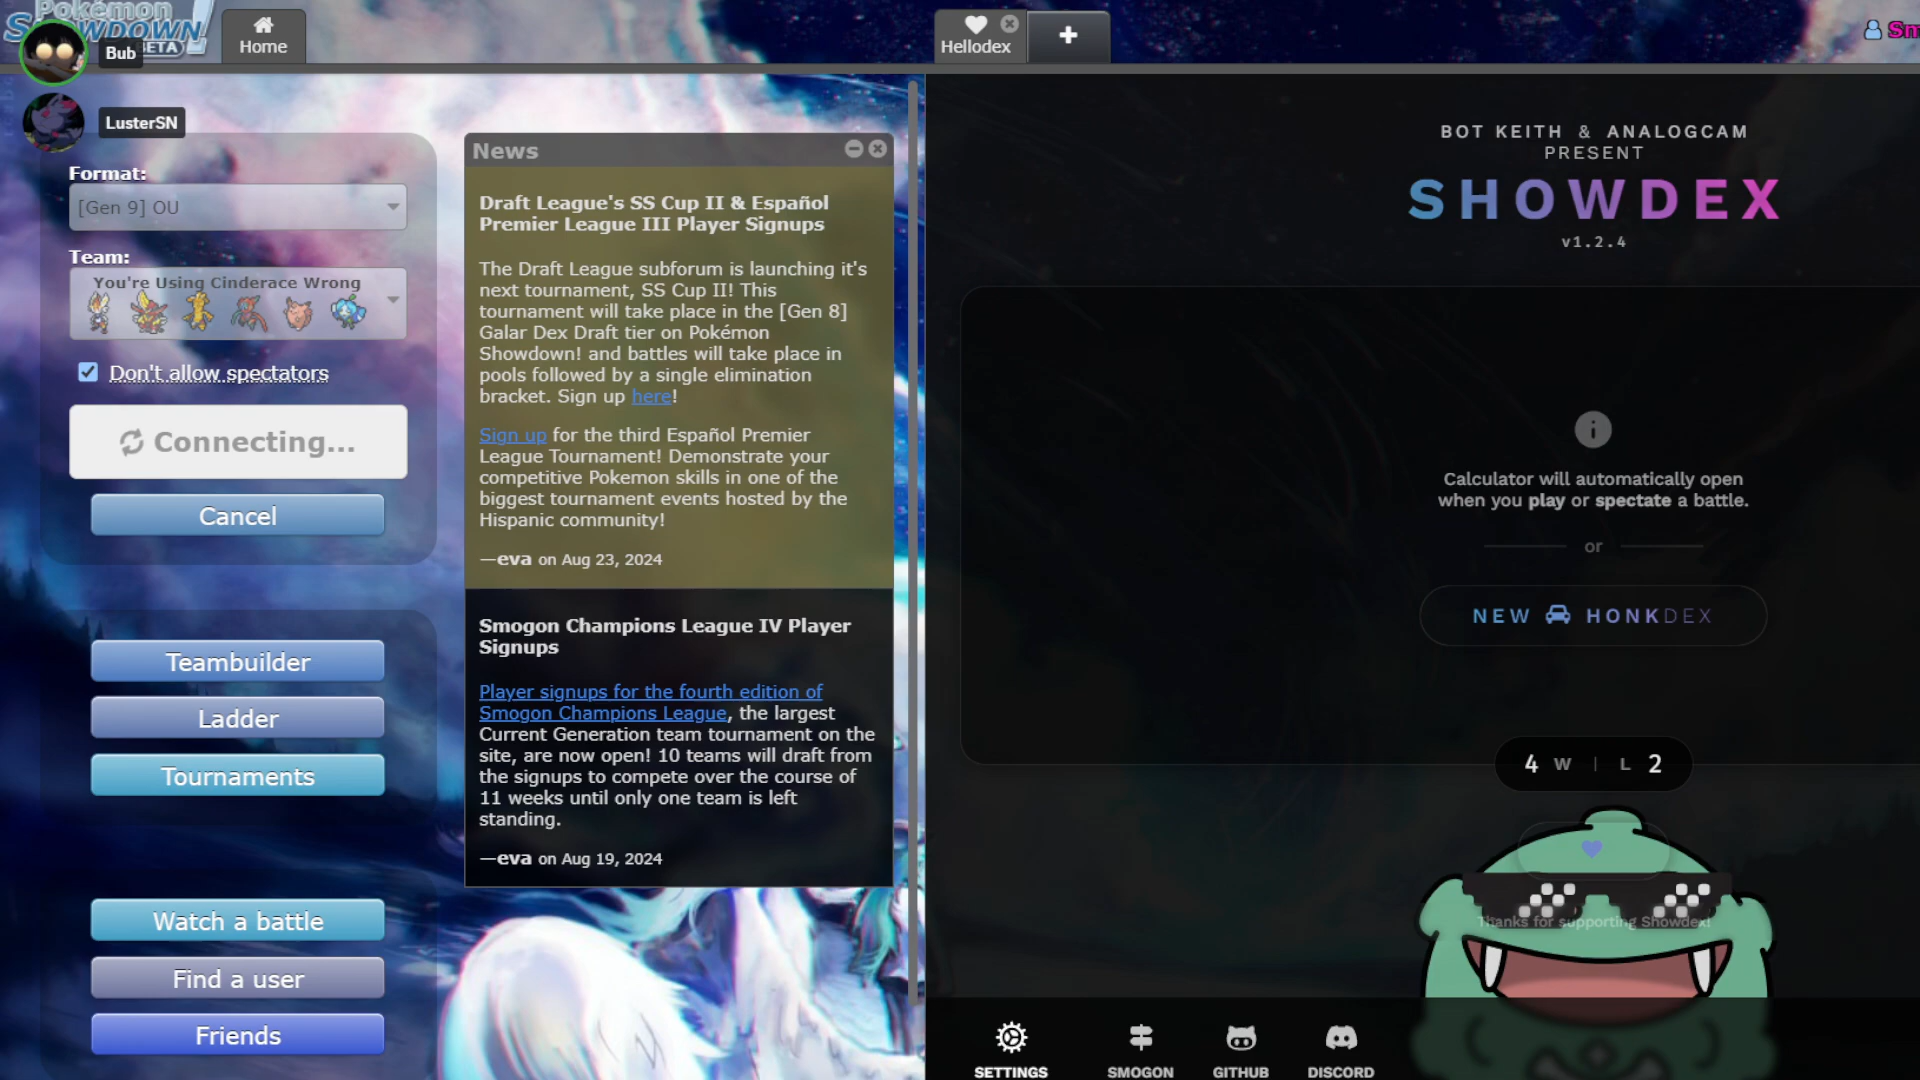 Pokémon
SHOWDOWN!
BETA
Bub
Home
Hellodex
+
Sm
LusterSN
Format:
[Gen 9] OU
Team:
You're Using Cinderace Wrong
Don't allow spectators
Connecting...
Cancel
Teambuilder
Ladder
Tournaments
Watch a battle
Find a user
Friends
News
Draft League's SS Cup II & Español
Premier League III Player Signups
The Draft League subforum is launching it's
next tournament, SS Cup II! This
tournament will take place in the [Gen 8]
Galar Dex Draft tier on Pokémon
Showdown! and battles will take place in
pools followed by a single elimination
bracket. Sign up here!
Sign up for the third Español Premier
League Tournament! Demonstrate your
competitive Pokemon skills in one of the
biggest tournament events hosted by the
Hispanic community!
—eva on Aug 23, 2024
Smogon Champions League IV Player
Signups
Player signups for the fourth edition of
Smogon Champions League, the largest
Current Generation team tournament on the
site, are now open! 10 teams will draft from
the signups to compete over the course of
11 weeks until only one team is left
standing.
—eva on Aug 19, 2024
BOT KEITH & ANALOGCAM
PRESENT
SHOWDEX
v1.2.4
Calculator will automatically open
when you play or spectate a battle.
or
NEW HONKDEX
4 W | L 2
Thanks for supporting Showdex!
SETTINGS
SMOGON
GITHUB
DISCORD